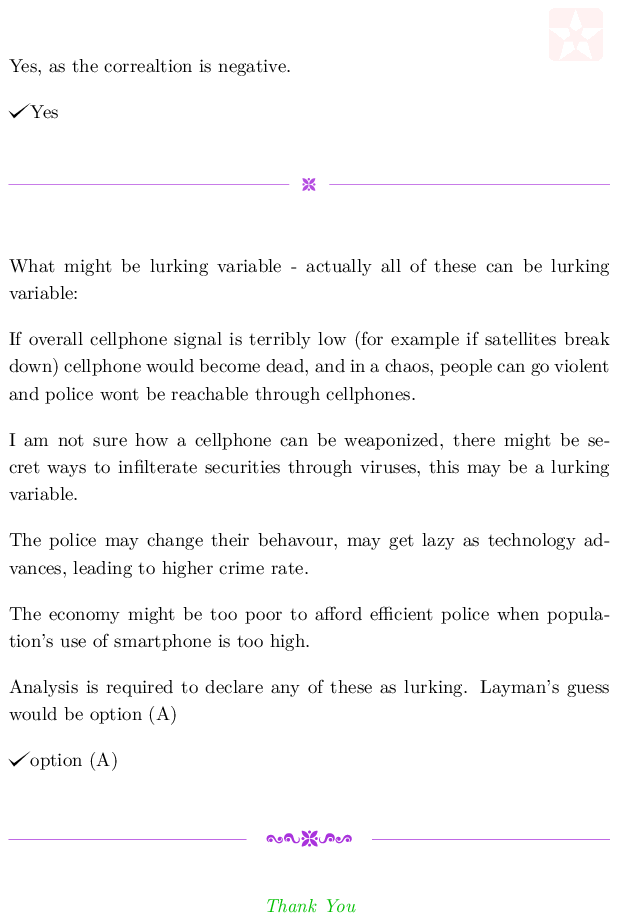 Yes, as the correaltion is negative.
✓Yes
What might be lurking variable - actually all of these can be lurking
variable:
If overall cellphone signal is terribly low (for example if satellites break
down) cellphone would become dead, and in a chaos, people can go violent
and police wont be reachable through cellphones.
I am not sure how a cellphone can be weaponized, there might be se-
cret ways to infilterate securities through viruses, this may be a lurking
variable.
The police may change their behavour, may get lazy as technology ad-
vances, leading to higher crime rate.
The economy might be too poor to afford efficient police when popula-
tion's use of smartphone is too high.
Analysis is required to declare any of these as lurking. Layman's guess
would be option (A)
✓option (A)
Thank You